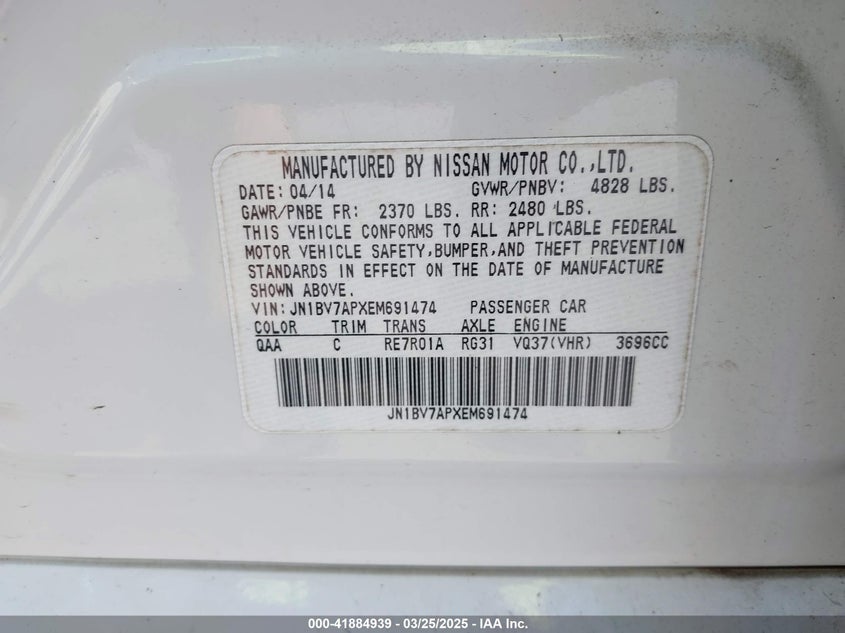 MANUFACTURED BY NISSAN MOTOR CO.,LTD.
DATE: 04/14 GVWR/PNBV: 4828 LBS.
GAWR/PNBE FR: 2370 LBS. RR: 2480 LBS.
THIS VEHICLE CONFORMS TO ALL APPLICABLE FEDERAL
MOTOR VEHICLE SAFETY,BUMPER,AND THEFT PREVENTION
STANDARDS IN EFFECT ON THE DATE OF MANUFACTURE
SHOWN ABOVE.
VIN:JN1BV7APXEM691474 PASSENGER CAR
COLOR TRIM TRANS AXLE ENGINE
QAA C RE7R01A RG31 VQ37(VHR) 3696CC
JN1BV7APXEM691474
000-41884939 - 03/25/2025 - IAA Inc.